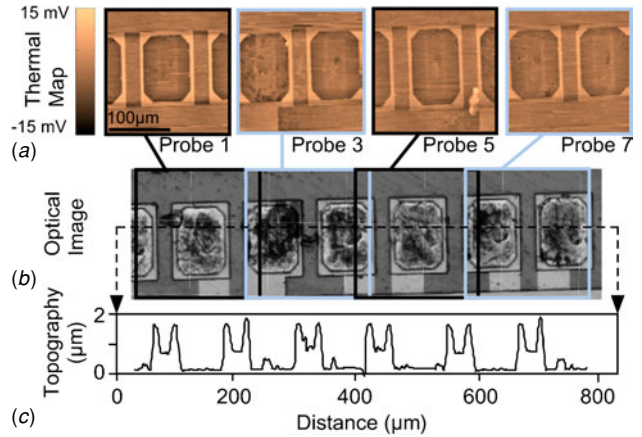 15 mV
Thermal
Map
-15 mV
100µm
(a)
Probe 1
Probe 3
Probe 5
Probe 7
Optical
Image
(b)
Topography
(µm)
2
0
(c)
0
200
400
600
800
Distance (µm)